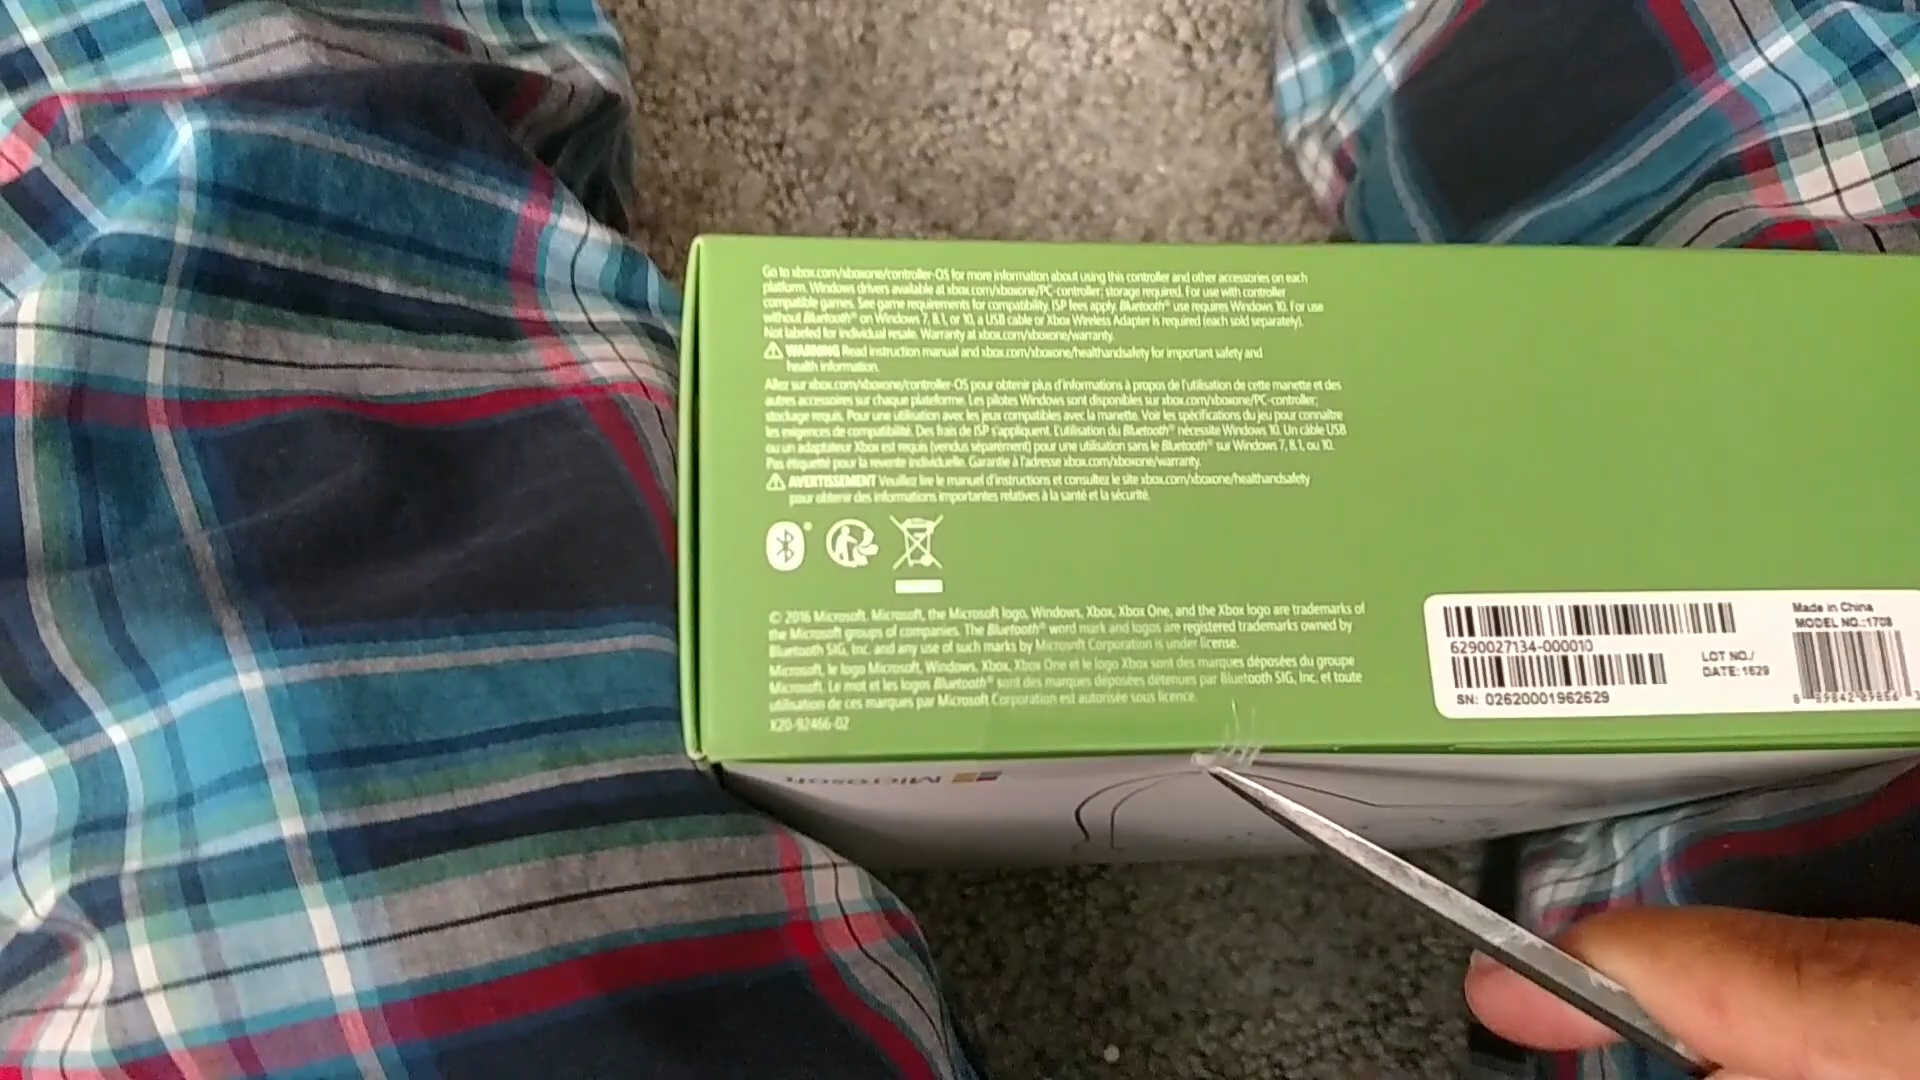 Go to xbox.com/xboxone/controller-OS for more information about using this controller and other accessories on each
platform. Windows drivers available at xbox.com/xboxone/PC-controller; storage required. For use with controller
compatible games. See game requirements for compatibility. ISP fees apply. Bluetooth® use requires Windows 10. For use
without Bluetooth® on Windows 7, 8.1, or 10, a USB cable or Xbox Wireless Adapter is required (each sold separately).
Not labeled for individual resale. Warranty at xbox.com/xboxone/warranty.
WARNING Read instruction manual and xbox.com/xboxone/healthandsafety for important safety and
health information.
Allez sur xbox.com/xboxone/controller-OS pour obtenir plus d'informations à propos de l'utilisation de cette manette et des
autres accessoires sur chaque plateforme. Les pilotes Windows sont disponibles sur xbox.com/xboxone/PC-controller;
stockage requis. Pour une utilisation avec les jeux compatibles avec la manette. Voir les spécifications du jeu pour connaître
les exigences de compatibilité. Des frais de ISP s'appliquent. L'utilisation du Bluetooth® nécessite Windows 10. Un câble USB
ou un adaptateur Xbox est requis (vendus séparément) pour une utilisation sans le Bluetooth® sur Windows 7, 8.1, ou 10.
Pas étiqueté pour la revente individuelle. Garantie à l'adresse xbox.com/xboxone/warranty.
AVERTISSEMENT Veuillez lire le manuel d'instructions et consultez le site xbox.com/xboxone/healthandsafety
pour obtenir des informations importantes relatives à la santé et la sécurité.
© 2016 Microsoft. Microsoft, the Microsoft logo, Windows, Xbox, Xbox One, and the Xbox logo are trademarks of
the Microsoft groups of companies. The Bluetooth® word mark and logos are registered trademarks owned by
Bluetooth SIG, Inc. and any use of such marks by Microsoft Corporation is under license.
Microsoft, le logo Microsoft, Windows, Xbox, Xbox One et le logo Xbox sont des marques déposées du groupe
Microsoft. Le mot et les logos Bluetooth® sont des marques déposées détenues par Bluetooth SIG, Inc. et toute
utilisation de ces marques par Microsoft Corporation est autorisée sous licence.
X20-92466-02
6290027134-000010
SN: 02620001962629
LOT NO./
DATE: 1629
Made in China
MODEL NO.:1708
Microsoft